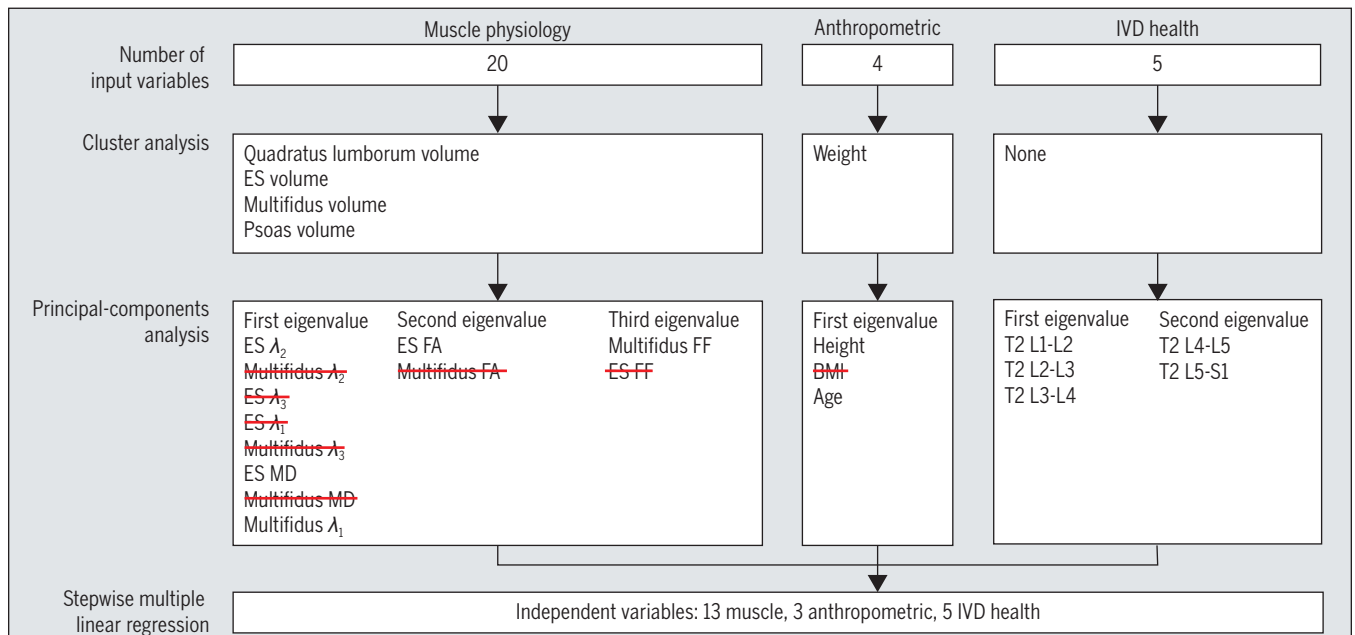 Muscle physiology
Anthropometric
IVD health
Number of
input variables
20
4
5
Cluster analysis
Quadratus lumborum volume
ES volume
Multifidus volume
Psoas volume
Weight
None
Principal-components
analysis
First eigenvalue
ES λ2
Multifidus λ2
ES λ3
ES λ1
Multifidus λ3
ES MD
Multifidus MD
Multifidus λ1
Second eigenvalue
ES FA
Multifidus FA
Third eigenvalue
Multifidus FF
ES FF
First eigenvalue
Height
BMI
Age
First eigenvalue
T2 L1-L2
T2 L2-L3
T2 L3-L4
Second eigenvalue
T2 L4-L5
T2 L5-S1
Stepwise multiple
linear regression
Independent variables: 13 muscle, 3 anthropometric, 5 IVD health